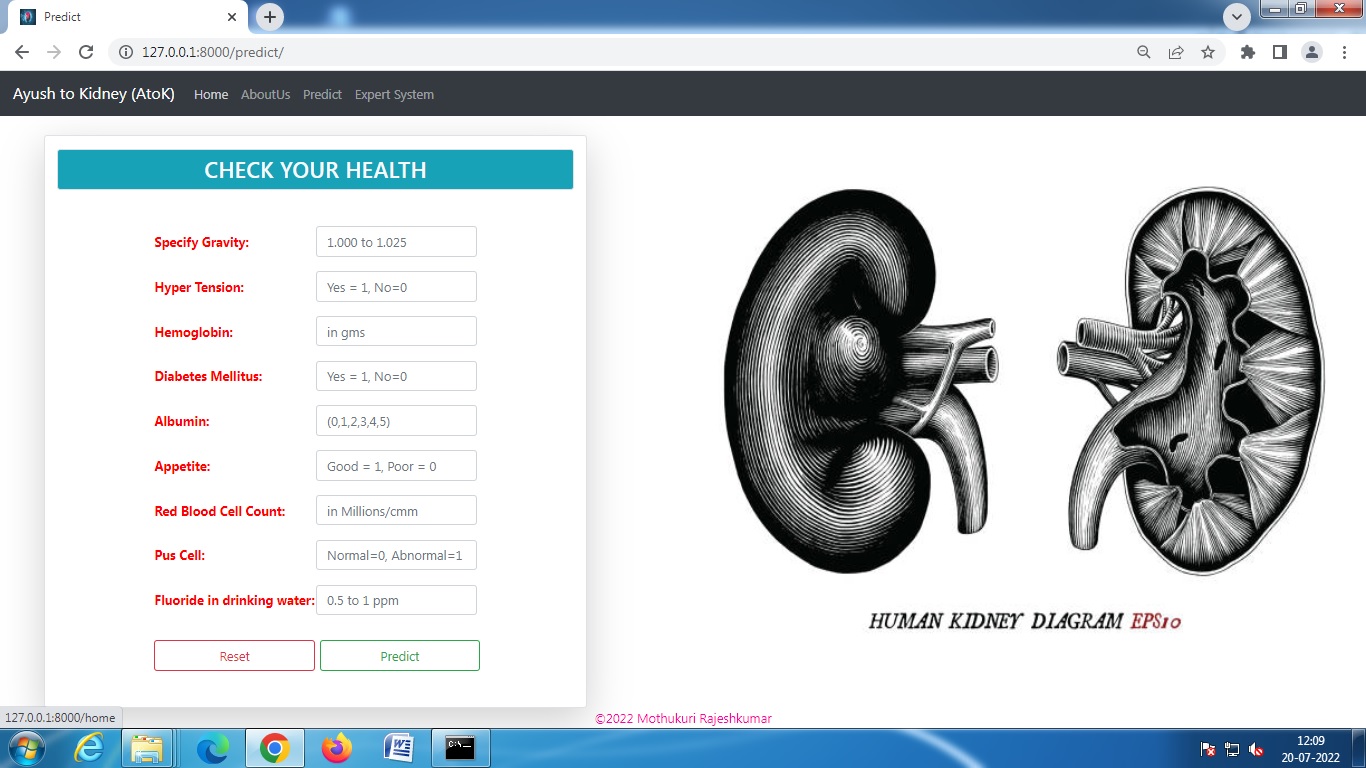 Predict
127.0.0.1:8000/predict/
Ayush to Kidney (AtoK) Home AboutUs Predict Expert System
CHECK YOUR HEALTH
Specify Gravity: 1.000 to 1.025
Hyper Tension: Yes = 1, No=0
Hemoglobin: in gms
Diabetes Mellitus: Yes = 1, No=0
Albumin: (0,1,2,3,4,5)
Appetite: Good = 1, Poor = 0
Red Blood Cell Count: in Millions/cmm
Pus Cell: Normal=0, Abnormal=1
Fluoride in drinking water: 0.5 to 1 ppm
Reset Predict
HUMAN KIDNEY DIAGRAM EPS10
127.0.0.1:8000/home
©2022 Mothukuri Rajeshkumar
C:\_
12:09
20-07-2022